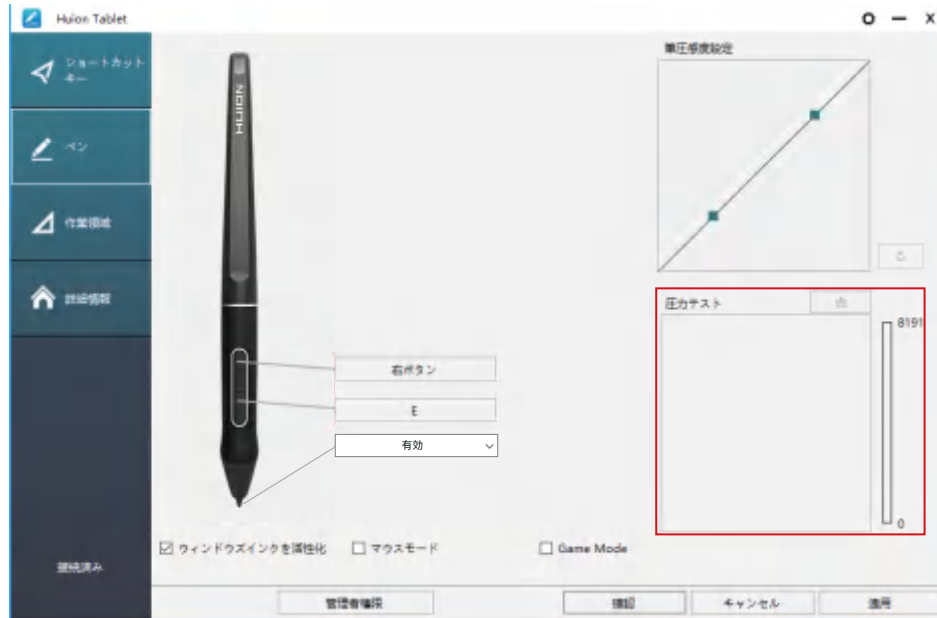 Huion Tablet
ショートカット
キー
ペン
作業領域
詳細情報
接続済み
HUION
筆圧感度設定
圧力テスト
8191
0
右ボタン
E
有効
ウィンドウズインクを活性化
マウスモード
Game Mode
管理者権限
確認
キャンセル
適用